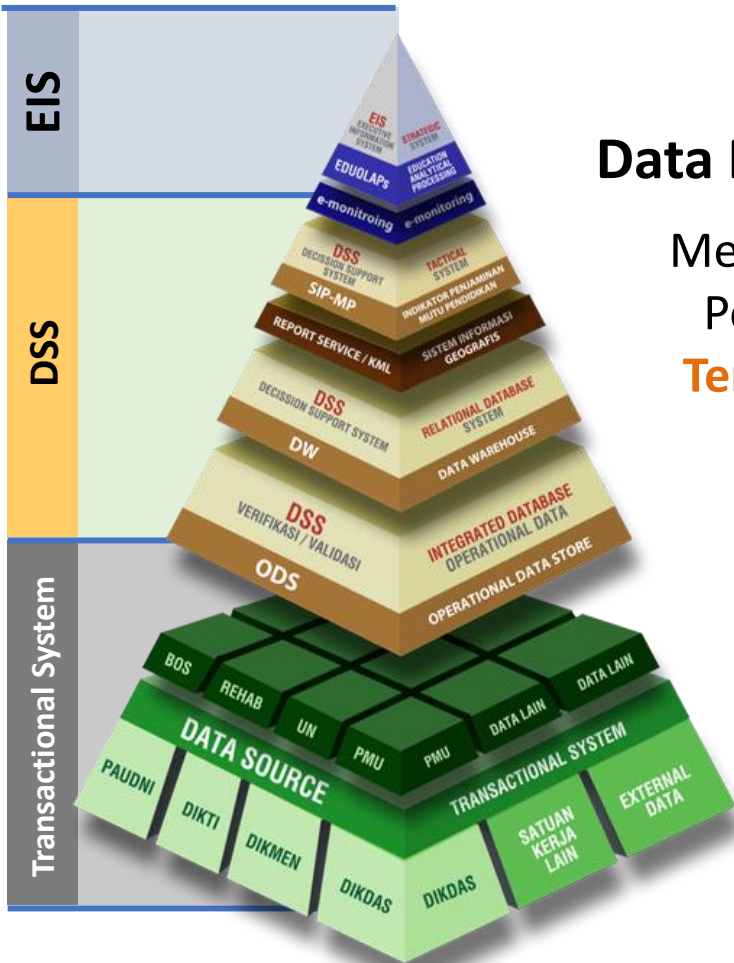 EIS
DSS
Transactional System
EIS
EXECUTIVE
INFORMATION
SYSTEM
STRATEGIC
SYSTEM
EDUOLAPs
EDUCATION
ANALYTICAL
PROCESSING
e-monitroing
e-monitoring
DSS
DECISSION SUPPORT
SYSTEM
TACTICAL
SYSTEM
SIP-MP
INDIKATOR PENJAMINAN
MUTU PENDIDIKAN
REPORT SERVICE / KML
SISTEM INFORMASI
GEOGRAFIS
DSS
DECISSION SUPPORT SYSTEM
RELATIONAL DATABASE
SYSTEM
DW
DATA WAREHOUSE
DSS
VERIFIKASI / VALIDASI
INTEGRATED DATABASE
OPERATIONAL DATA
ODS
OPERATIONAL DATA STORE
BOS
REHAB
UN
PMU
PMU
DATA LAIN
DATA LAIN
DATA SOURCE
TRANSACTIONAL SYSTEM
PAUDNI
DIKTI
DIKMEN
DIKDAS
DIKDAS
SATUAN
KERJA
LAIN
EXTERNAL
DATA
Data